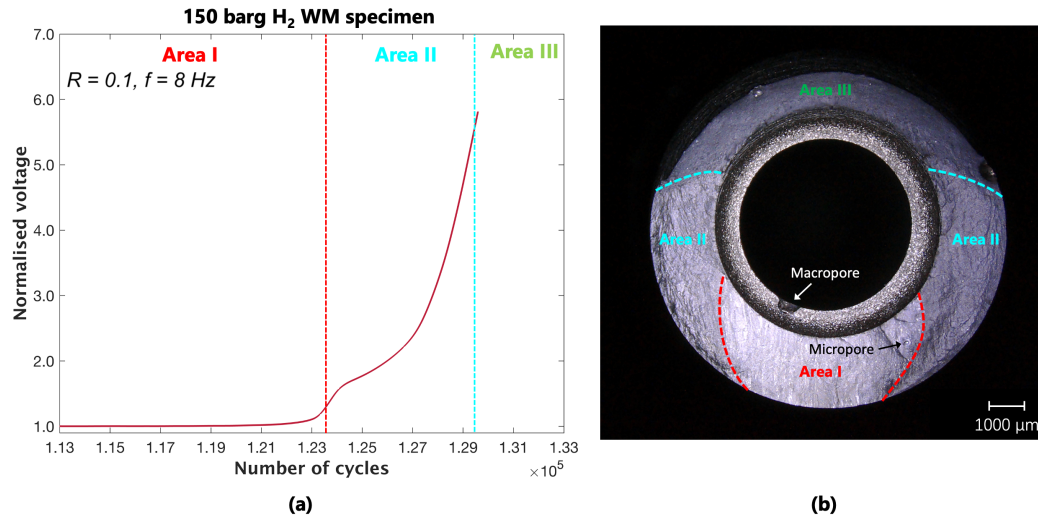 150 barg H₂ WM specimen
7.0
Area I
Area II
Area III
R = 0.1, f = 8 Hz
6.0
5.0
4.0
3.0
2.0
1.0
Normalised voltage
1.13 1.15 1.17 1.19 1.21 1.23 1.25 1.27 1.29 1.31 1.33
Number of cycles
×10⁵
(a)
Area III
Area II
Area II
Macropore
Micropore
Area I
1000 µm
(b)